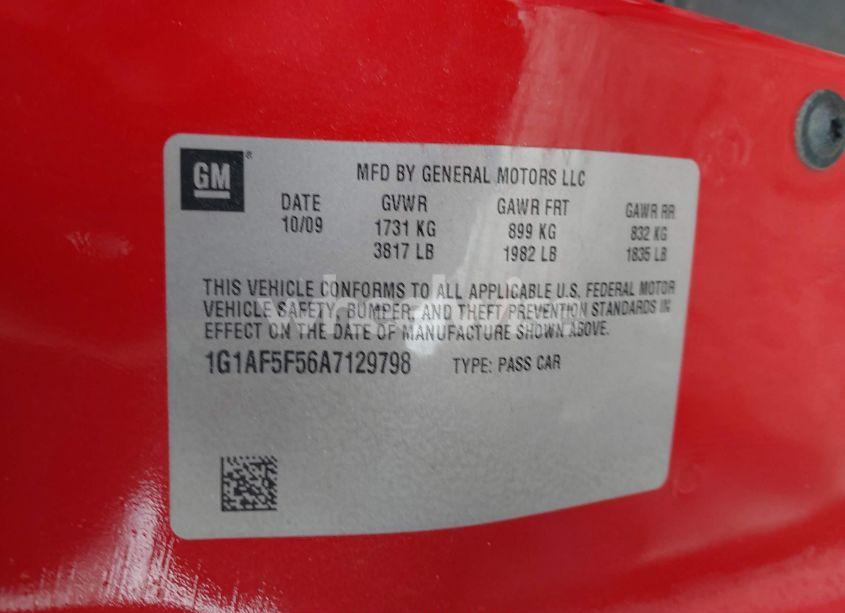 GM
MFD BY GENERAL MOTORS LLC
DATE GVWR GAWR FRT GAWR RR
10/09 1731 KG 899 KG 832 KG
3817 LB 1982 LB 1835 LB
THIS VEHICLE CONFORMS TO ALL APPLICABLE U.S. FEDERAL MOTOR
VEHICLE SAFETY, BUMPER, AND THEFT PREVENTION STANDARDS IN
EFFECT ON THE DATE OF MANUFACTURE SHOWN ABOVE.
1G1AF5F56A7129798 TYPE: PASS CAR